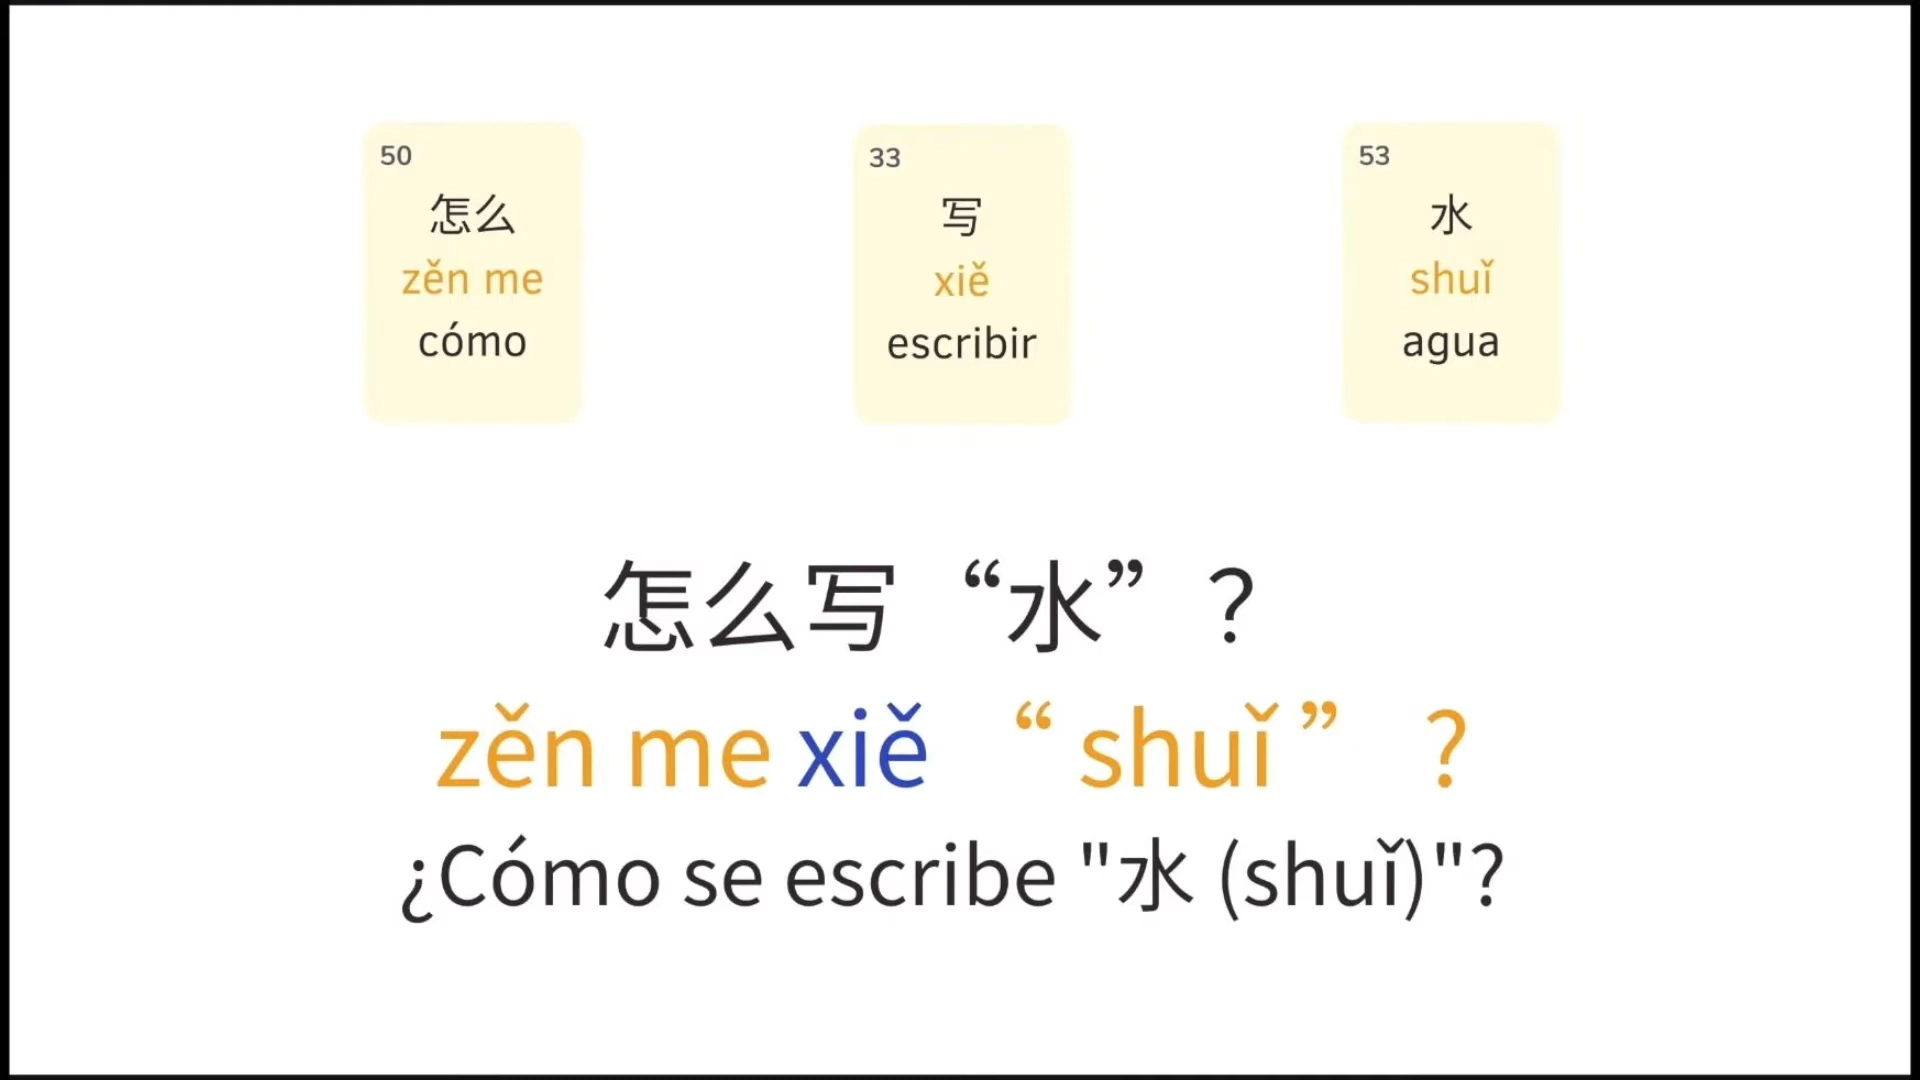 50
怎么
zěn me
cómo
33
写
xiě
escribir
53
水
shuǐ
agua
怎么写“水”？
zěn me xiě “shuǐ” ?
¿Cómo se escribe "水 (shuǐ)"?